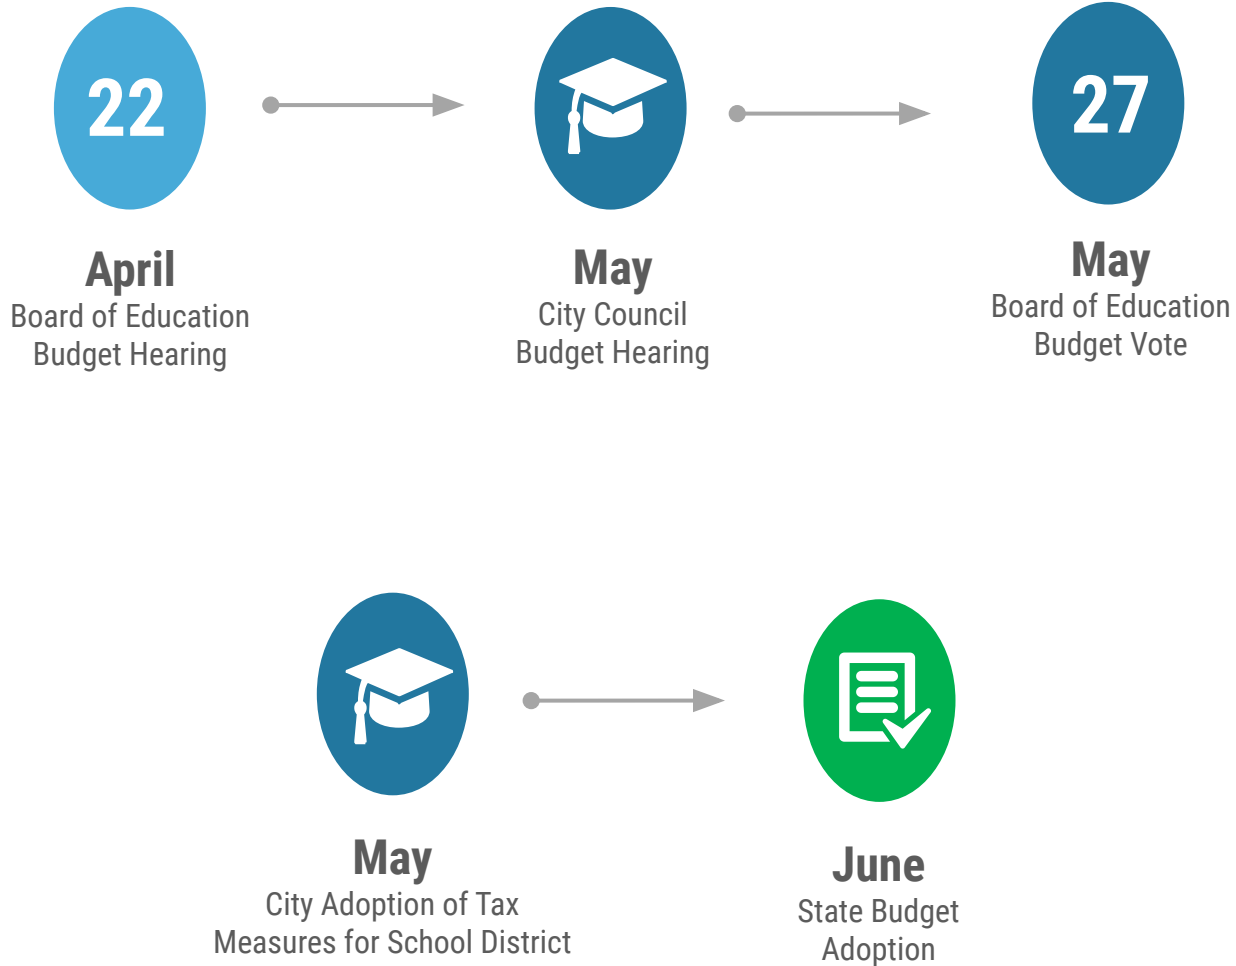 22
April
Board of Education
Budget Hearing
May
City Council
Budget Hearing
27
May
Board of Education
Budget Vote
May
City Adoption of Tax
Measures for School District
June
State Budget
Adoption